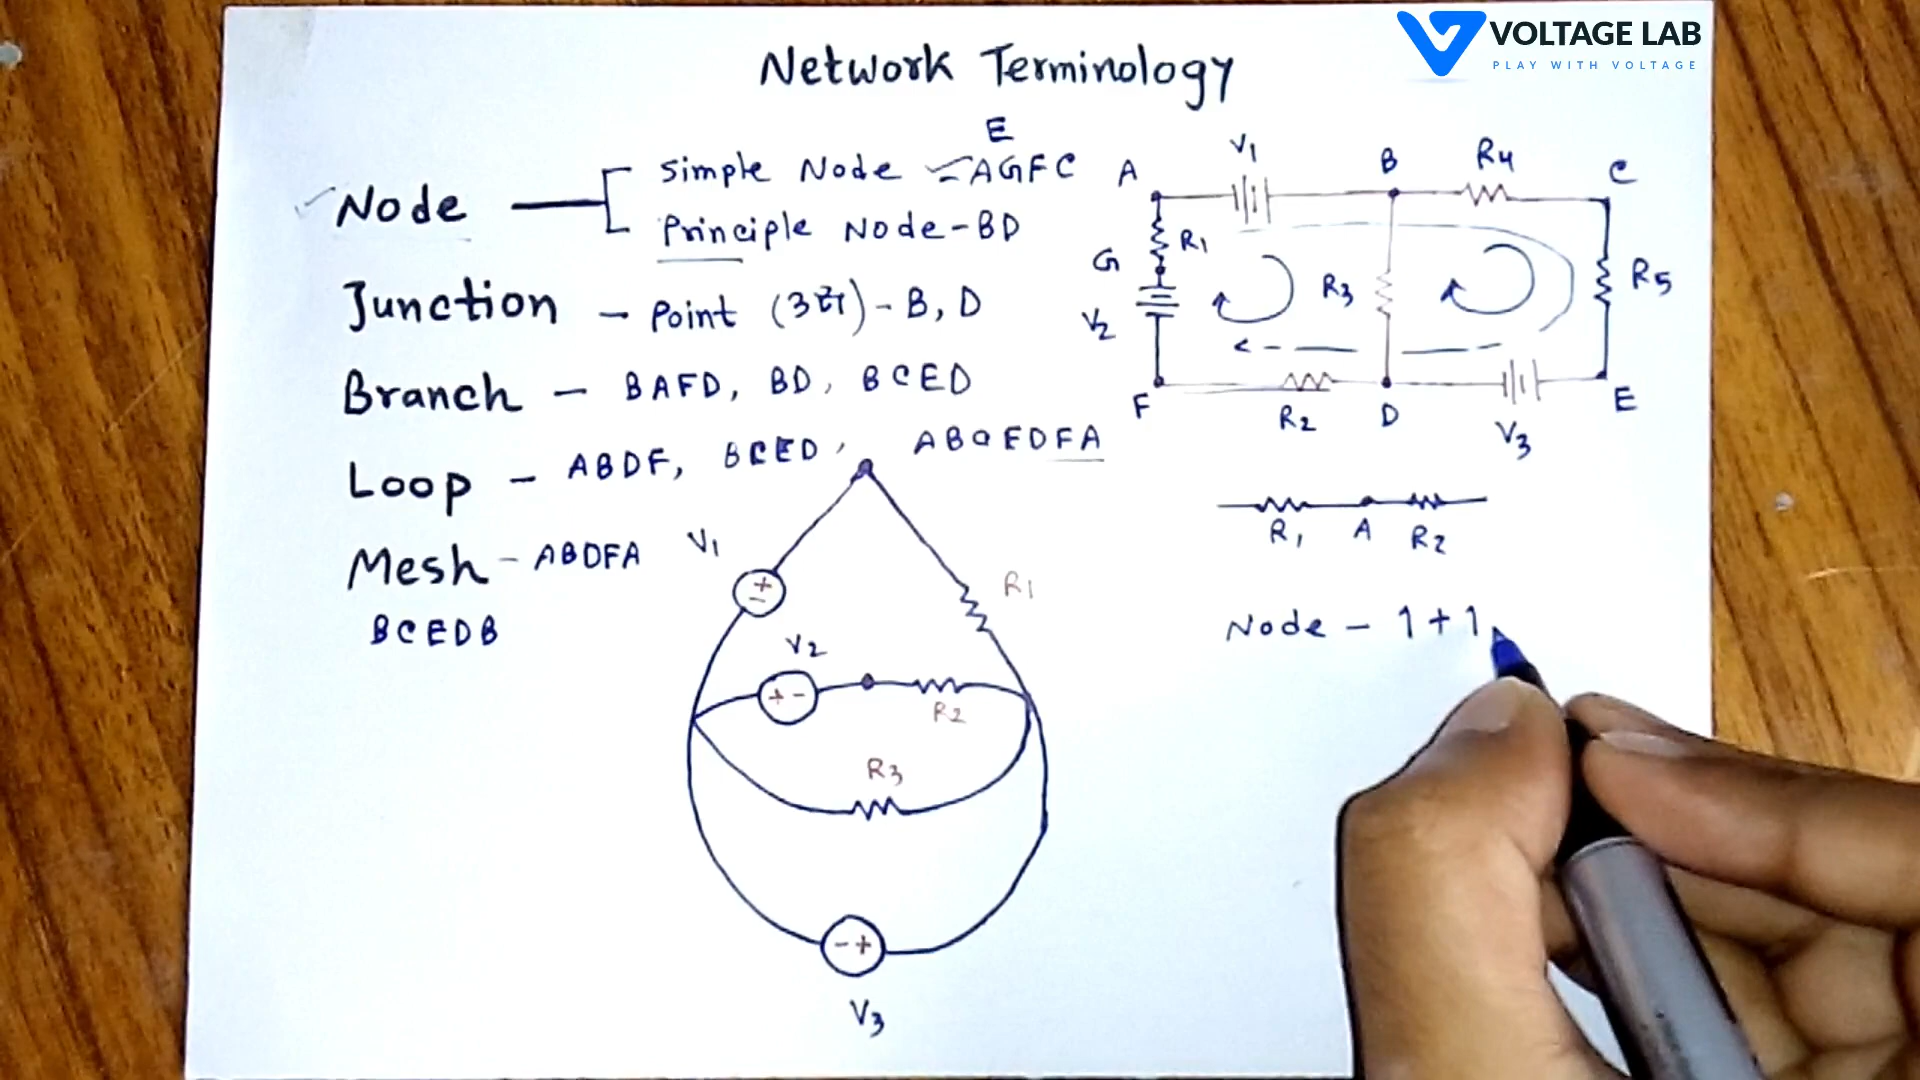 VOLTAGE LAB
PLAY WITH VOLTAGE
Network Terminology
Node
Simple Node = AGFC
E
Principle Node-BD
Junction - Point (3টা) - B, D
Branch - BAFD, BD, BCED
Loop - ABDF, BCED, ABCEDFA
Mesh - ABDFA
BCEDB
A
V1
B
R4
C
R1
G
V2
R3
R5
F
R2
D
V3
E
R1 A R2
Node - 1+1
V1
R1
V2
+ -
R2
R3
+
-
- +
V3